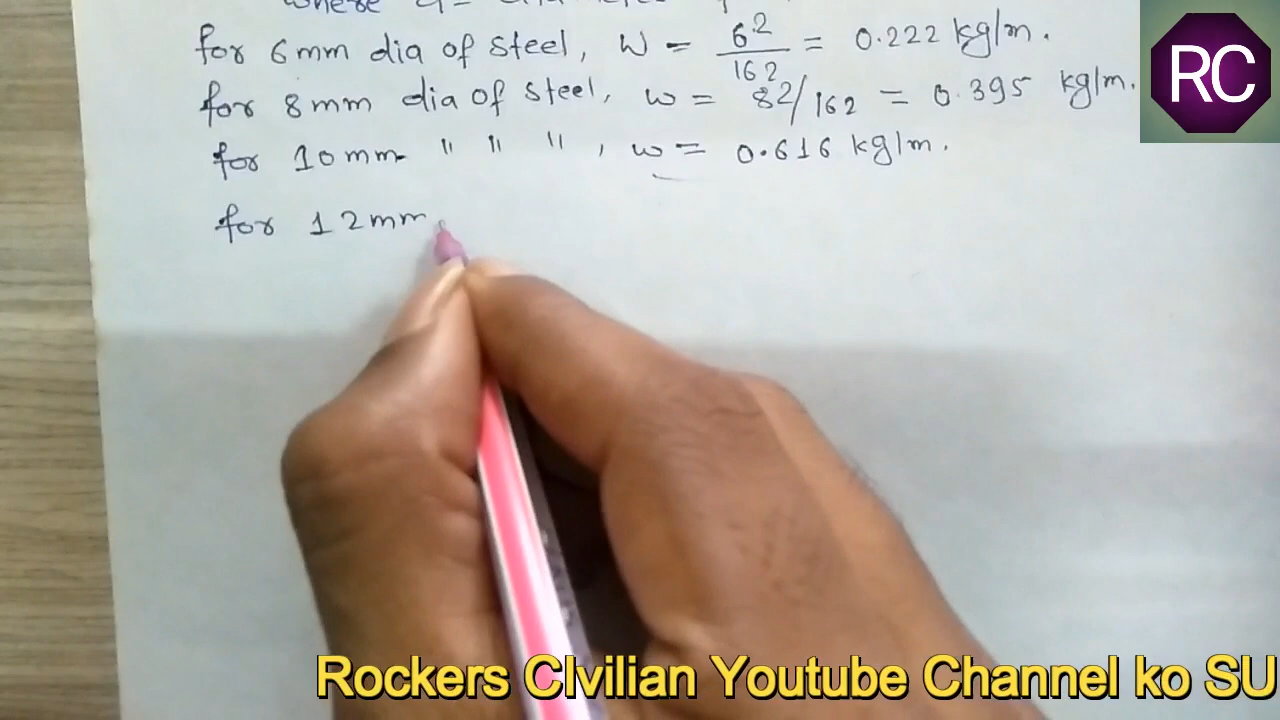 where d =
for 6mm dia of steel, W = 6²/162 = 0.222 kg/m.
for 8mm dia of steel, w = 8²/162 = 0.395 kg/m.
for 10mm " " " , w = 0.616 kg/m.
for 12mm
RC
Rockers CIvilian Youtube Channel ko SU